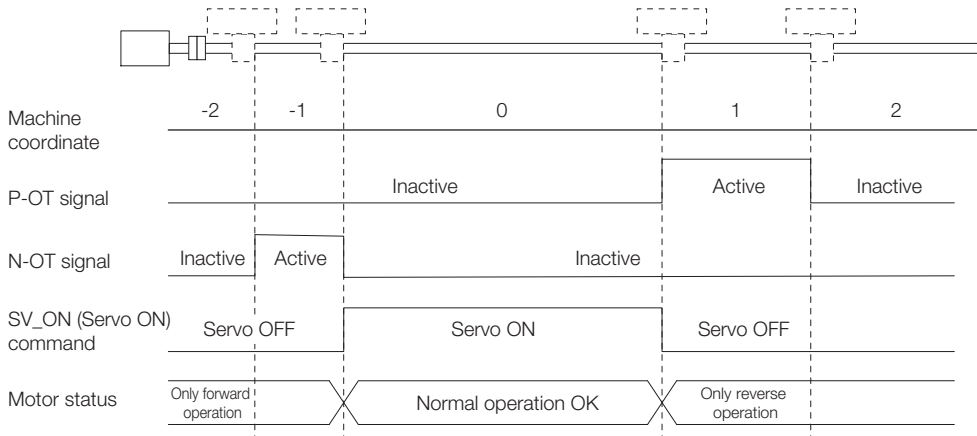 Machine
coordinate
-2 -1 0 1 2
P-OT signal
Inactive Active Inactive
N-OT signal
Inactive Active Inactive
SV_ON (Servo ON)
command
Servo OFF Servo ON Servo OFF
Motor status
Only forward
operation
Normal operation OK
Only reverse
operation